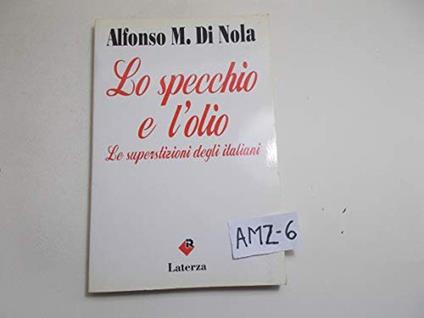 Alfonso M. Di Nola
Lo specchio
e l'olio
Le superstizioni degli italiani
AMZ-6
R
Laterza